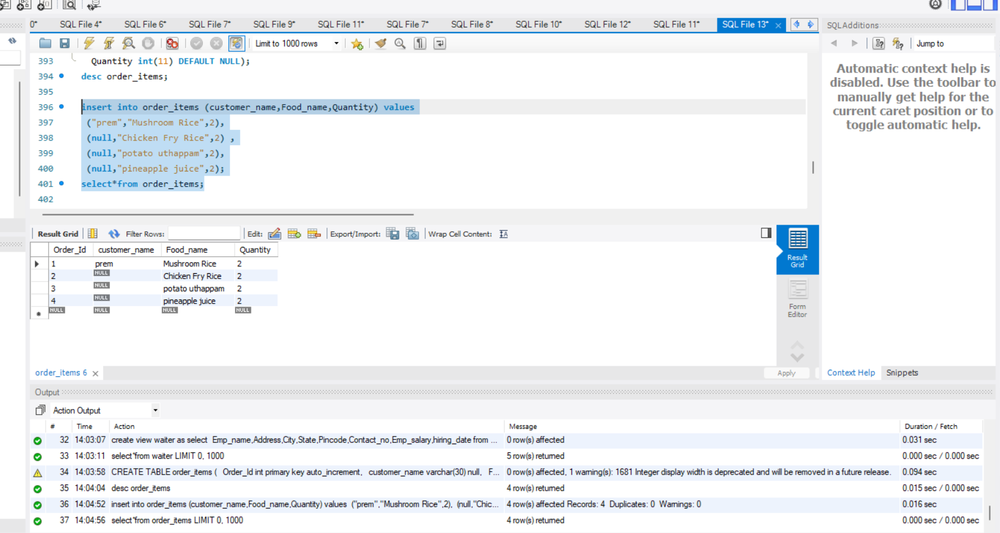 0* SQL File 4* SQL File 6* SQL File 7* SQL File 9* SQL File 11* SQL File 7* SQL File 8* SQL File 10* SQL File 12* SQL File 11* SQL File 13*
SQLAdditions
Limit to 1000 rows
Jump to
393 Quantity int(11) DEFAULT NULL);
394 desc order_items;
395
396 insert into order_items (customer_name,Food_name,Quantity) values
397 ("prem","Mushroom Rice",2),
398 (null,"Chicken Fry Rice",2) ,
399 (null,"potato uthappam",2),
400 (null,"pineapple juice",2);
401 select*from order_items;
402
Automatic context help is
disabled. Use the toolbar to
manually get help for the
current caret position or to
toggle automatic help.
Result Grid Filter Rows: Edit: Export/Import: Wrap Cell Content:
Order_Id customer_name Food_name Quantity
1 prem Mushroom Rice 2
2 NULL Chicken Fry Rice 2
3 NULL potato uthappam 2
4 NULL pineapple juice 2
NULL NULL NULL NULL
Result
Grid
Form
Editor
order_items 6
Apply
Context Help Snippets
Output
Action Output
# Time Action Message Duration / Fetch
32 14:03:07 create view waiter as select Emp_name,Address,City,State,Pincode,Contact_no,Emp_salary,hiring_date from ... 0 row(s) affected 0.031 sec
33 14:03:11 select*from waiter LIMIT 0, 1000 5 row(s) returned 0.000 sec / 0.000 sec
34 14:03:58 CREATE TABLE order_items ( Order_Id int primary key auto_increment, customer_name varchar(30) null, F... 0 row(s) affected, 1 warning(s): 1681 Integer display width is deprecated and will be removed in a future release. 0.094 sec
35 14:04:04 desc order_items 4 row(s) returned 0.015 sec / 0.000 sec
36 14:04:52 insert into order_items (customer_name,Food_name,Quantity) values ("prem","Mushroom Rice",2), (null,"Chic... 4 row(s) affected Records: 4 Duplicates: 0 Warnings: 0 0.016 sec
37 14:04:56 select*from order_items LIMIT 0, 1000 4 row(s) returned 0.000 sec / 0.000 sec